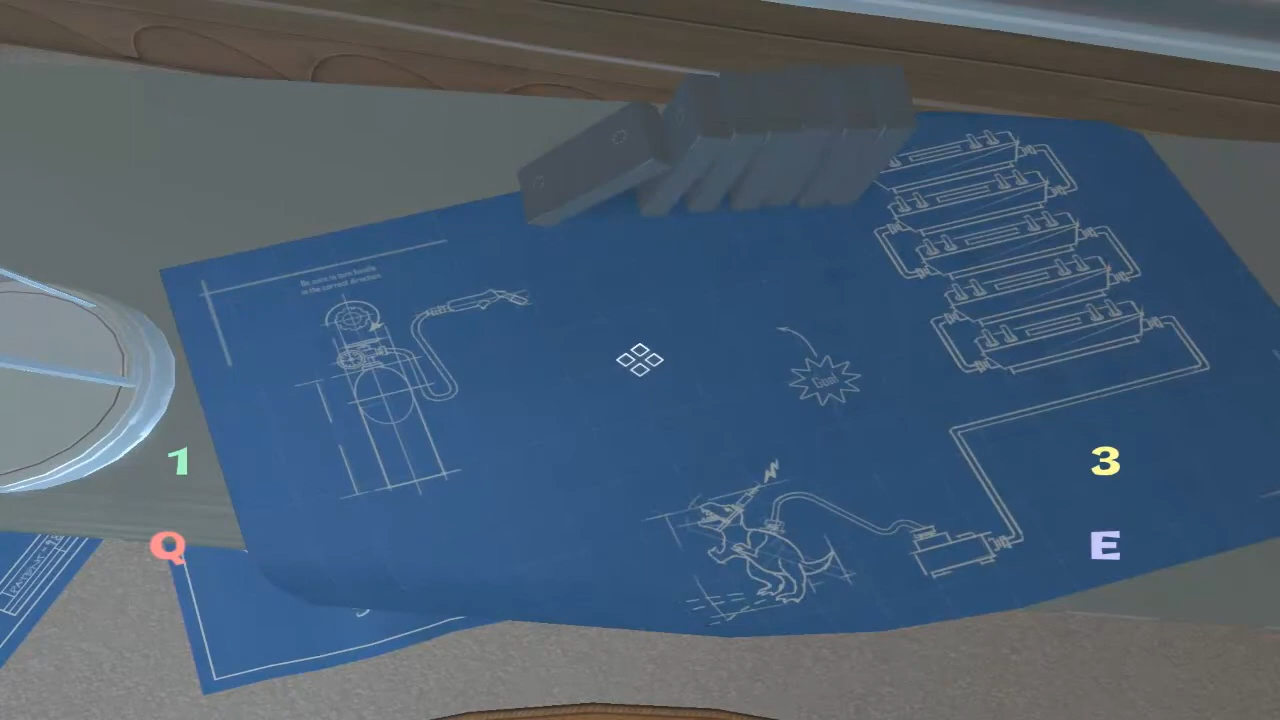 Be sure to turn handle
in the correct direction
Goal
1
3
Q
E